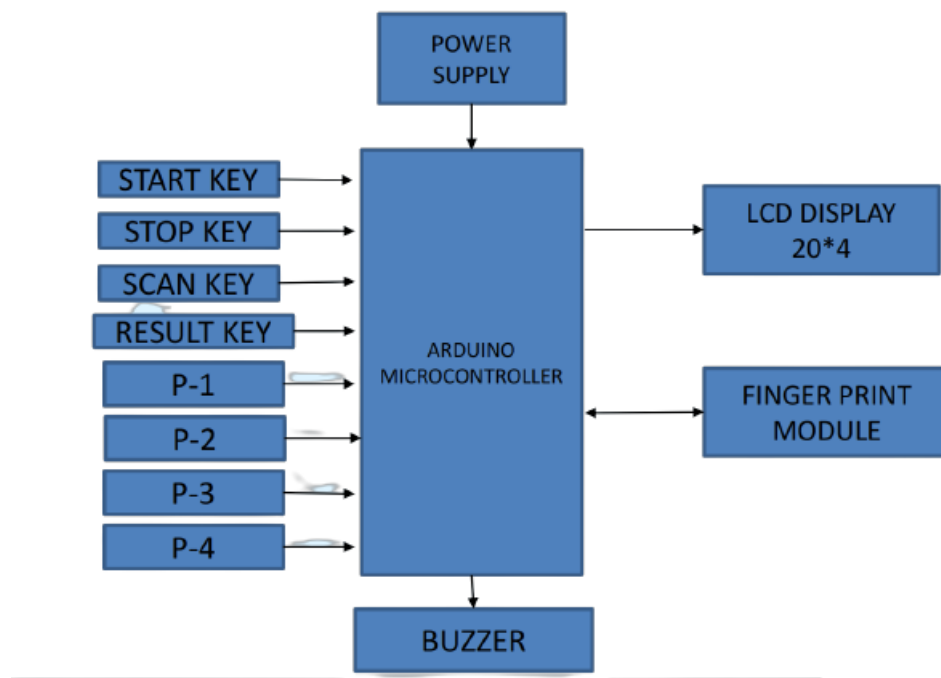 POWER
SUPPLY
START KEY
STOP KEY
SCAN KEY
RESULT KEY
P-1
P-2
P-3
P-4
ARDUINO
MICROCONTROLLER
LCD DISPLAY
20*4
FINGER PRINT
MODULE
BUZZER